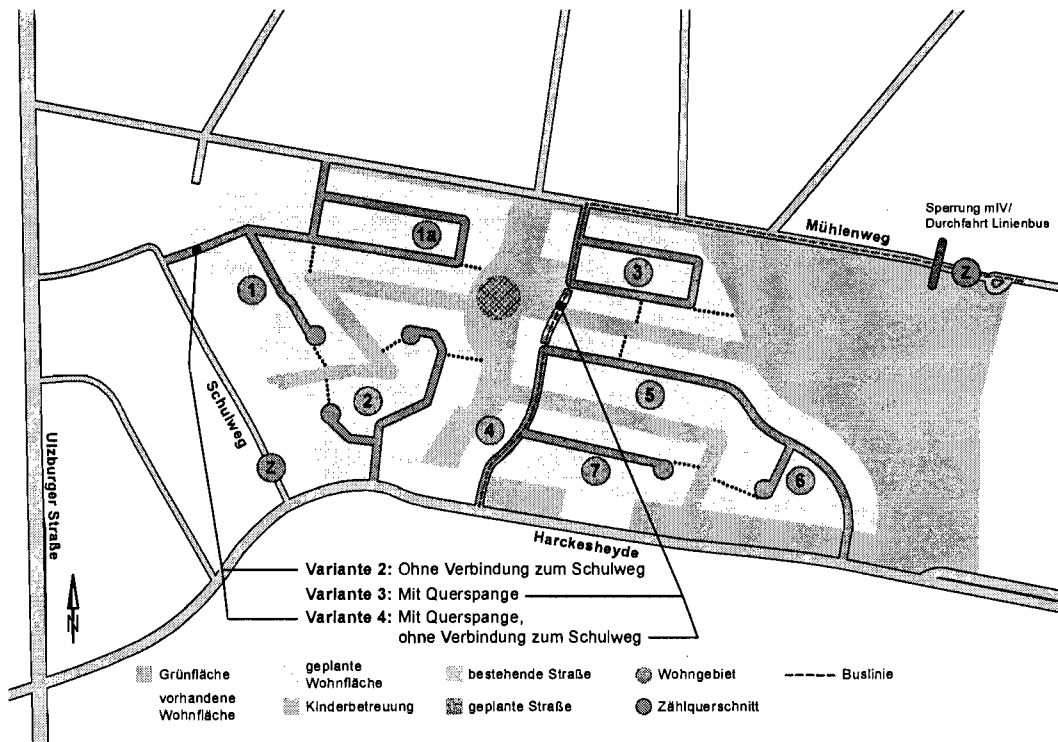 Sperrung mIV/
Durchfahrt Linienbus
Mühlenweg
Z
1a
3
1
2
5
4
7
6
Schulweg
Z
Ulzburger Straße
Harckesheyde
N
Variante 2: Ohne Verbindung zum Schulweg
Variante 3: Mit Querspange
Variante 4: Mit Querspange,
ohne Verbindung zum Schulweg
Grünfläche
geplante
Wohnfläche
bestehende Straße
Wohngebiet
Buslinie
vorhandene
Wohnfläche
Kinderbetreuung
geplante Straße
Zählquerschnitt